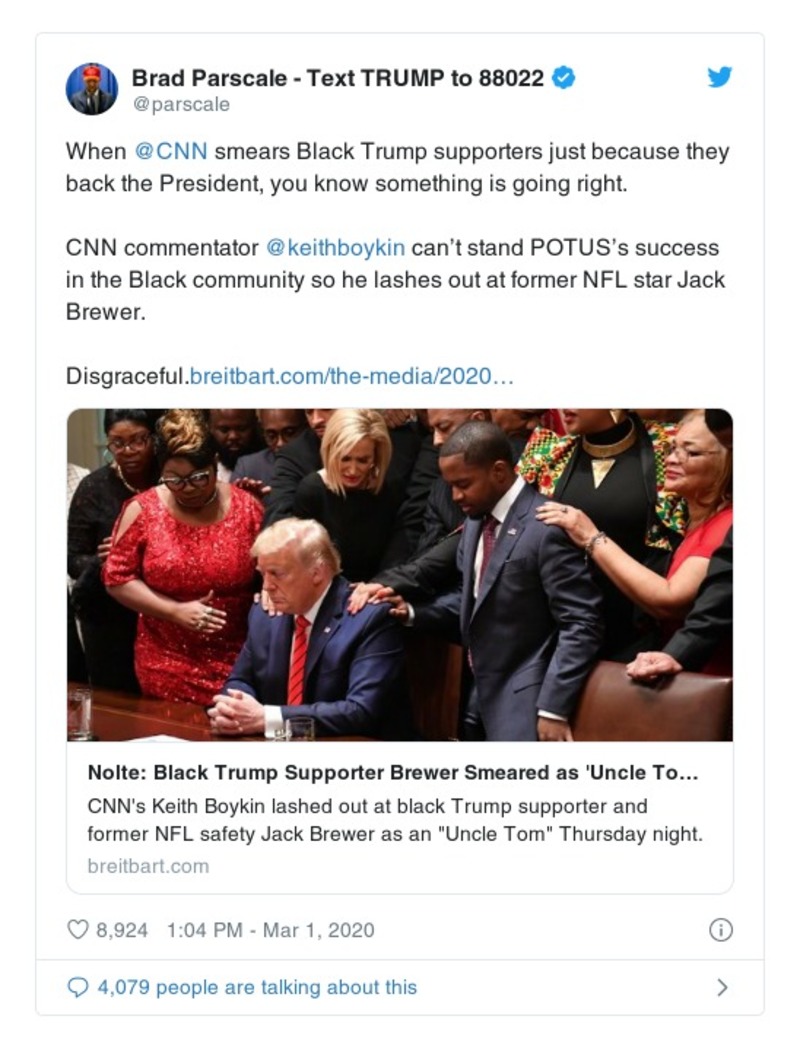 Brad Parscale - Text TRUMP to 88022
@parscale
When @CNN smears Black Trump supporters just because they
back the President, you know something is going right.
CNN commentator @keithboykin can’t stand POTUS’s success
in the Black community so he lashes out at former NFL star Jack
Brewer.
Disgraceful.breitbart.com/the-media/2020…
Nolte: Black Trump Supporter Brewer Smeared as 'Uncle To…
CNN's Keith Boykin lashed out at black Trump supporter and
former NFL safety Jack Brewer as an "Uncle Tom" Thursday night.
breitbart.com
8,924 1:04 PM - Mar 1, 2020
4,079 people are talking about this